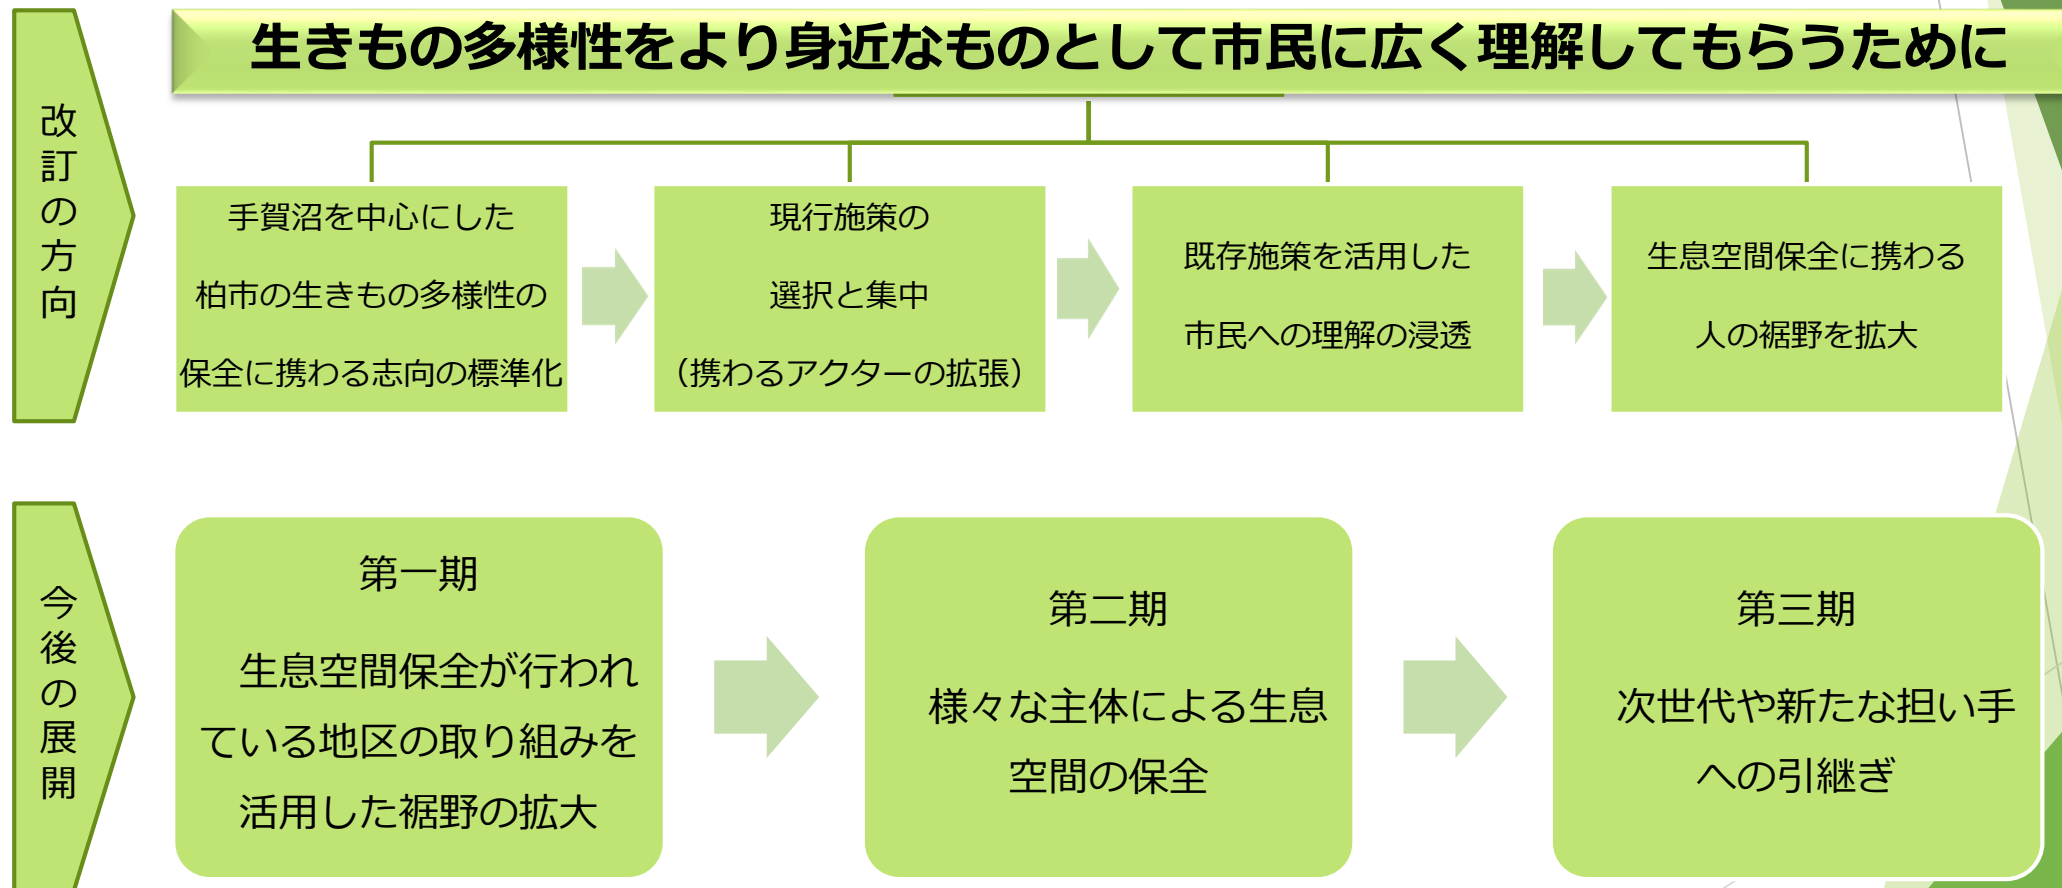 生きもの多様性をより身近なものとして市民に広く理解してもらうために
改訂の方向
手賀沼を中心にした
柏市の生きもの多様性の
保全に携わる志向の標準化
現行施策の
選択と集中
（携わるアクターの拡張）
既存施策を活用した
市民への理解の浸透
生息空間保全に携わる
人の裾野を拡大
今後の展開
第一期
生息空間保全が行われ
ている地区の取り組みを
活用した裾野の拡大
第二期
様々な主体による生息
空間の保全
第三期
次世代や新たな担い手
への引継ぎ